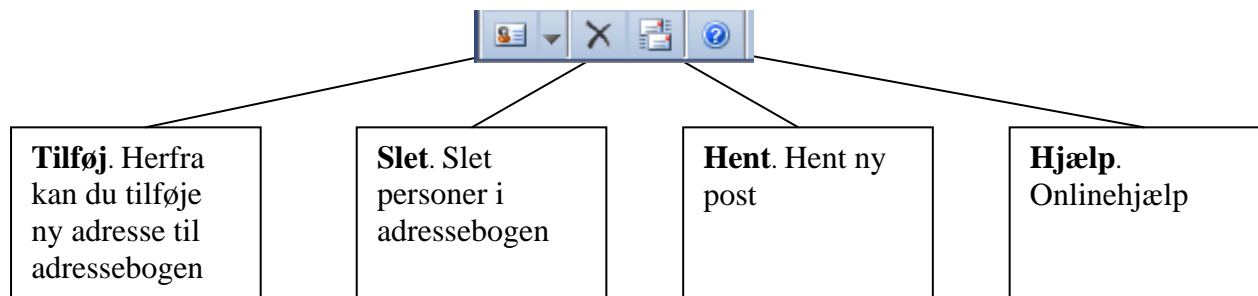 Tilføj. Herfra
kan du tilføje
ny adresse til
adressebogen
Slet. Slet
personer i
adressebogen
Hent. Hent ny
post
Hjælp.
Onlinehjælp